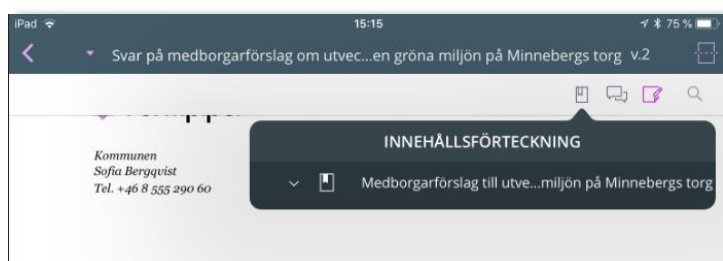 iPad 15:15 75 %
Svar på medborgarförslag om utvec...en gröna miljön på Minnebergs torg v.2
INNEHÅLLSFÖRTECKNING
Kommunen
Sofia Bergqvist
Medborgarförslag till utve...miljön på Minnebergs torg
Tel. +46 8 555 290 60